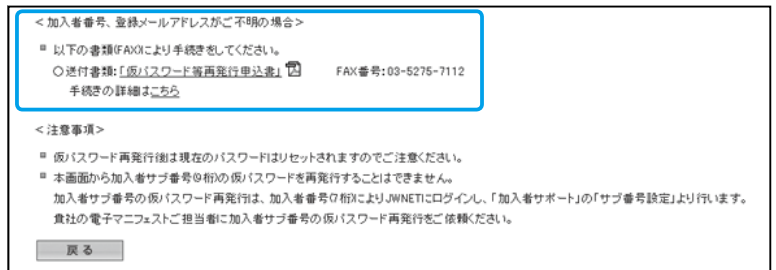 <加入者番号、登録メールアドレスがご不明の場合>
以下の書類(FAX)により手続きをしてください。
○送付書類:「仮パスワード等再発行申込書」 FAX番号:03-5275-7112
手続きの詳細はこちら
<注意事項>
仮パスワード再発行後は現在のパスワードはリセットされますのでご注意ください。
本画面から加入者サブ番号(9桁)の仮パスワードを再発行することはできません。
加入者サブ番号の仮パスワード再発行は、加入者番号(7桁)によりJWNETにログインし、「加入者サポート」の「サブ番号設定」より行います。
貴社の電子マニフェストご担当者に加入者サブ番号の仮パスワード再発行をご依頼ください。
戻る